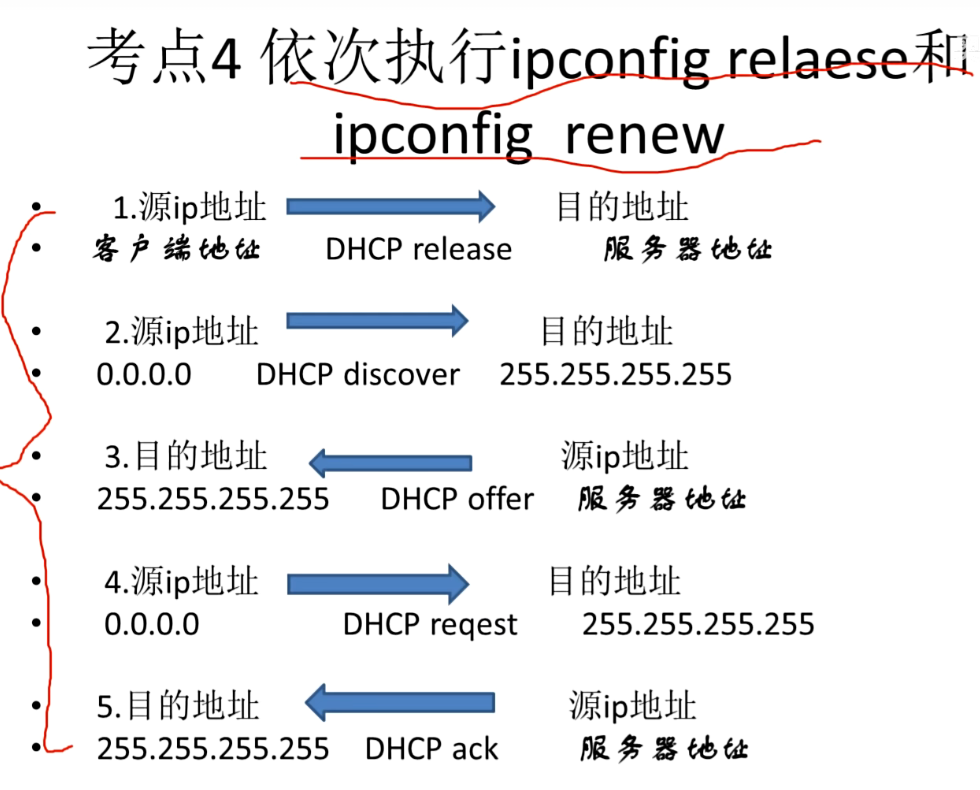 考点4 依次执行ipconfig relaese和
ipconfig renew
• 1.源ip地址 目的地址
• 客户端地址 DHCP release 服务器地址
• 2.源ip地址 目的地址
• 0.0.0.0 DHCP discover 255.255.255.255
• 3.目的地址 源ip地址
• 255.255.255.255 DHCP offer 服务器地址
• 4.源ip地址 目的地址
• 0.0.0.0 DHCP reqest 255.255.255.255
• 5.目的地址 源ip地址
• 255.255.255.255 DHCP ack 服务器地址